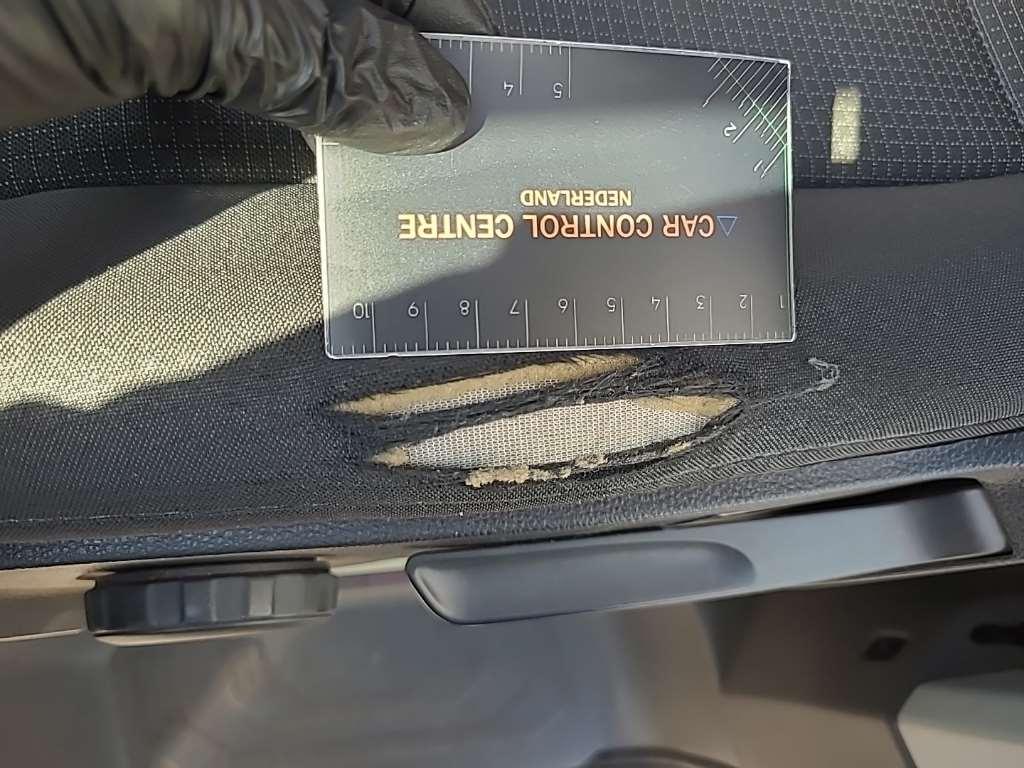 1 2 3 4 5 6 7 8 9 10
CAR CONTROL CENTRE
NEDERLAND
2
5 4